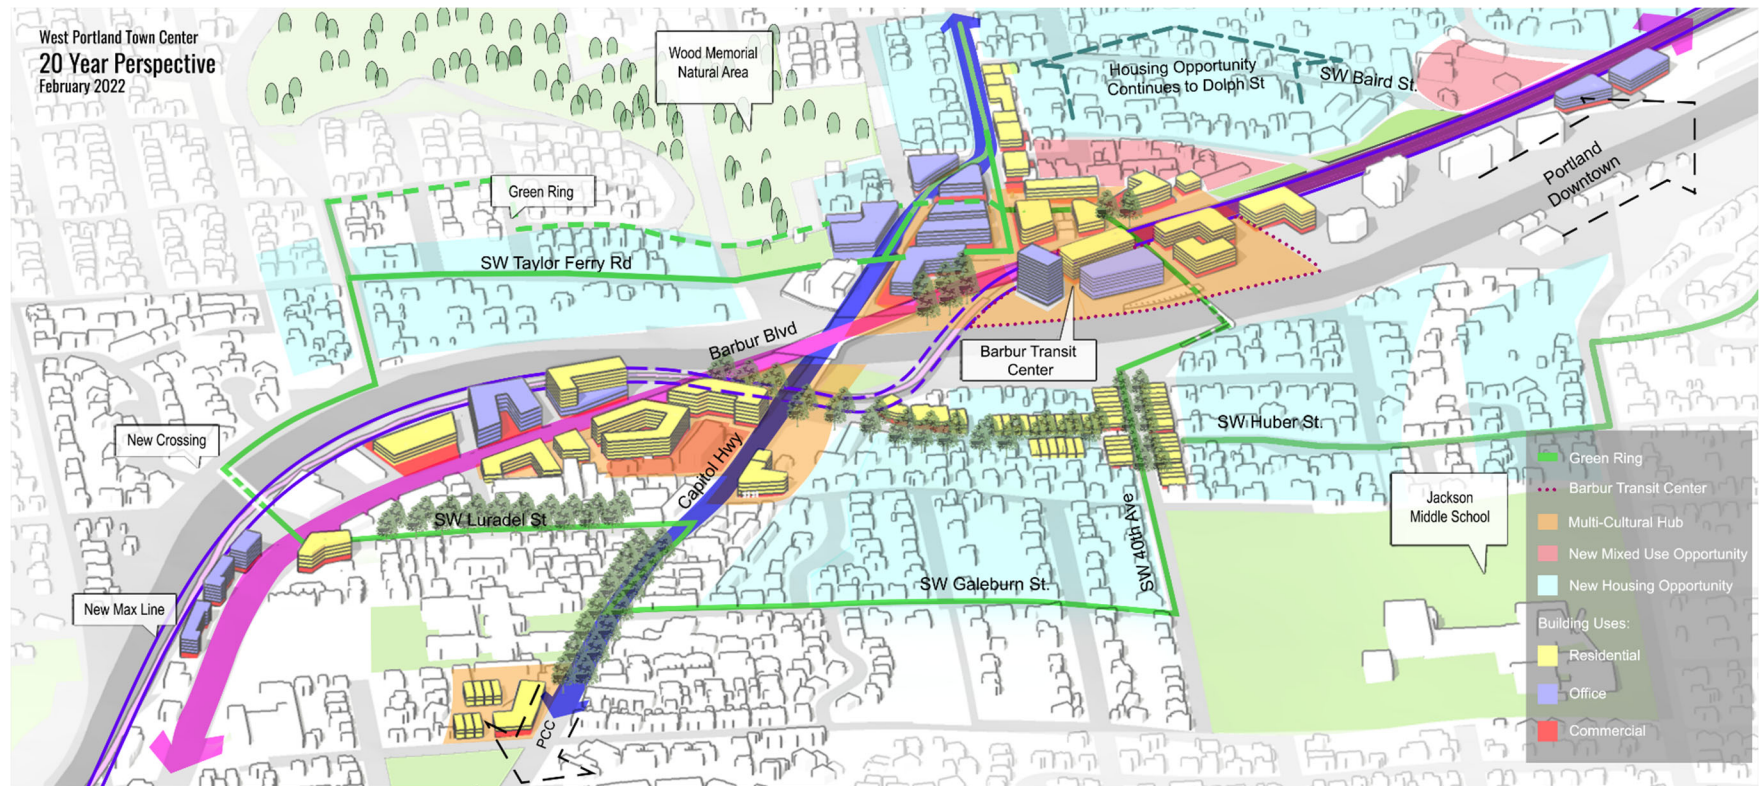 West Portland Town Center
20 Year Perspective
February 2022
Wood Memorial
Natural Area
Housing Opportunity
Continues to Dolph St
SW Baird St.
Portland
Downtown
Green Ring
SW Taylor Ferry Rd
Barbur Blvd
Barbur Transit
Center
New Crossing
SW Huber St.
Capitol Hwy
SW Luradel St
SW 40th Ave
Jackson
Middle School
SW Galeburn St.
New Max Line
PCC
Green Ring
Barbur Transit Center
Multi-Cultural Hub
New Mixed Use Opportunity
New Housing Opportunity
Building Uses:
Residential
Office
Commercial